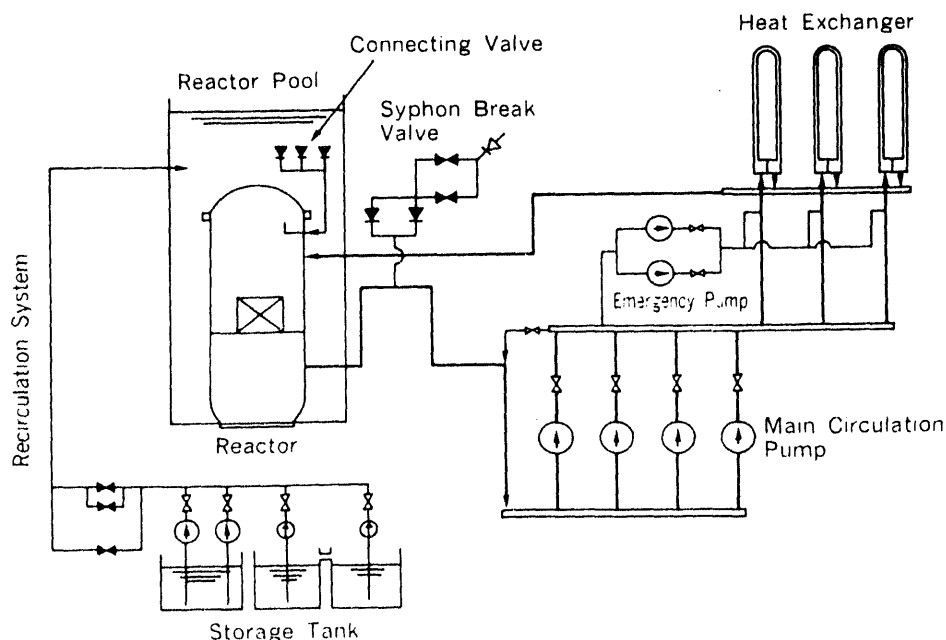 Heat Exchanger
Connecting Valve
Reactor Pool
Syphon Break
Valve
Emergency Pump
Recirculation System
Reactor
Main Circulation
Pump
Storage Tank